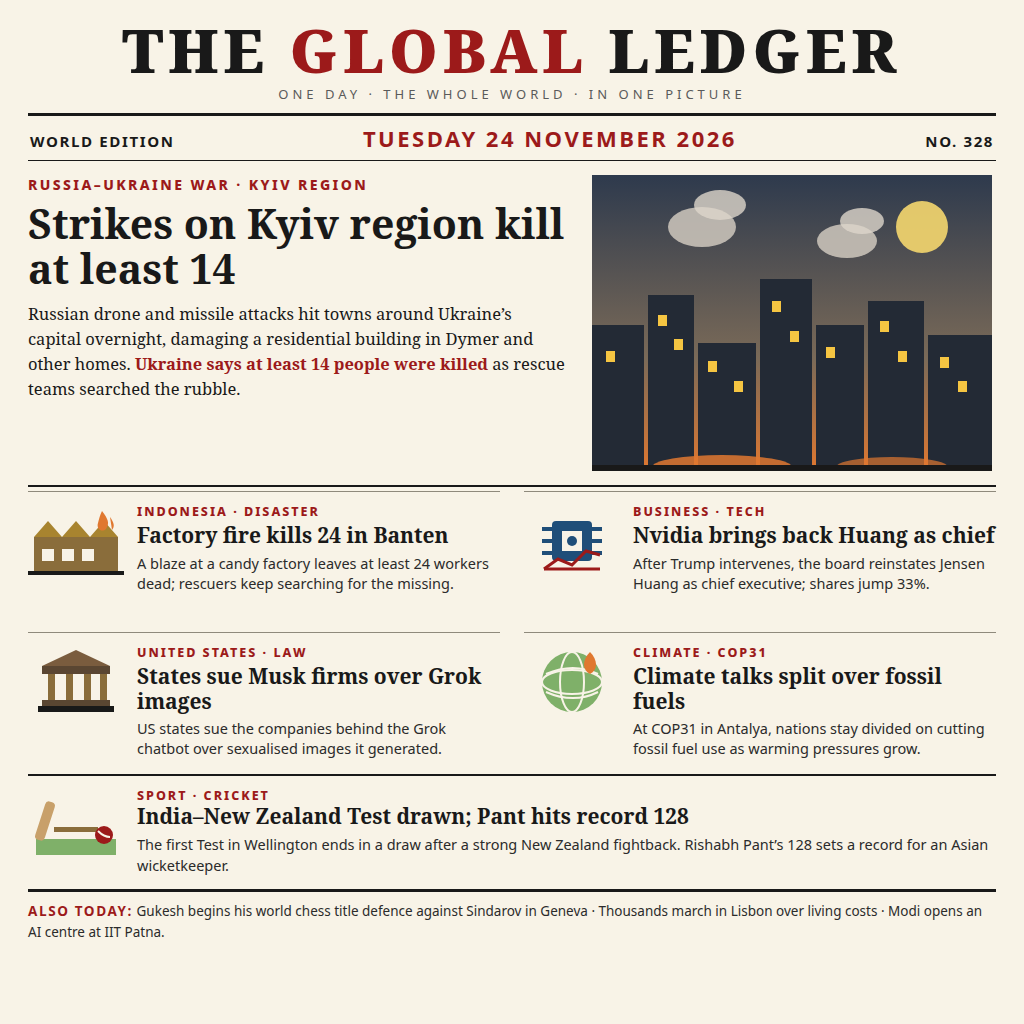 THE GLOBAL LEDGER
ONE DAY · THE WHOLE WORLD · IN ONE PICTURE
WORLD EDITION
TUESDAY 24 NOVEMBER 2026
NO. 328
RUSSIA–UKRAINE WAR · KYIV REGION
Strikes on Kyiv region kill
at least 14
Russian drone and missile attacks hit towns around Ukraine’s
capital overnight, damaging a residential building in Dymer and
other homes. Ukraine says at least 14 people were killed as rescue
teams searched the rubble.
INDONESIA · DISASTER
Factory fire kills 24 in Banten
A blaze at a candy factory leaves at least 24 workers
dead; rescuers keep searching for the missing.
BUSINESS · TECH
Nvidia brings back Huang as chief
After Trump intervenes, the board reinstates Jensen
Huang as chief executive; shares jump 33%.
UNITED STATES · LAW
States sue Musk firms over Grok
images
US states sue the companies behind the Grok
chatbot over sexualised images it generated.
CLIMATE · COP31
Climate talks split over fossil
fuels
At COP31 in Antalya, nations stay divided on cutting
fossil fuel use as warming pressures grow.
SPORT · CRICKET
India–New Zealand Test drawn; Pant hits record 128
The first Test in Wellington ends in a draw after a strong New Zealand fightback. Rishabh Pant’s 128 sets a record for an Asian
wicketkeeper.
ALSO TODAY: Gukesh begins his world chess title defence against Sindarov in Geneva · Thousands march in Lisbon over living costs · Modi opens an
AI centre at IIT Patna.